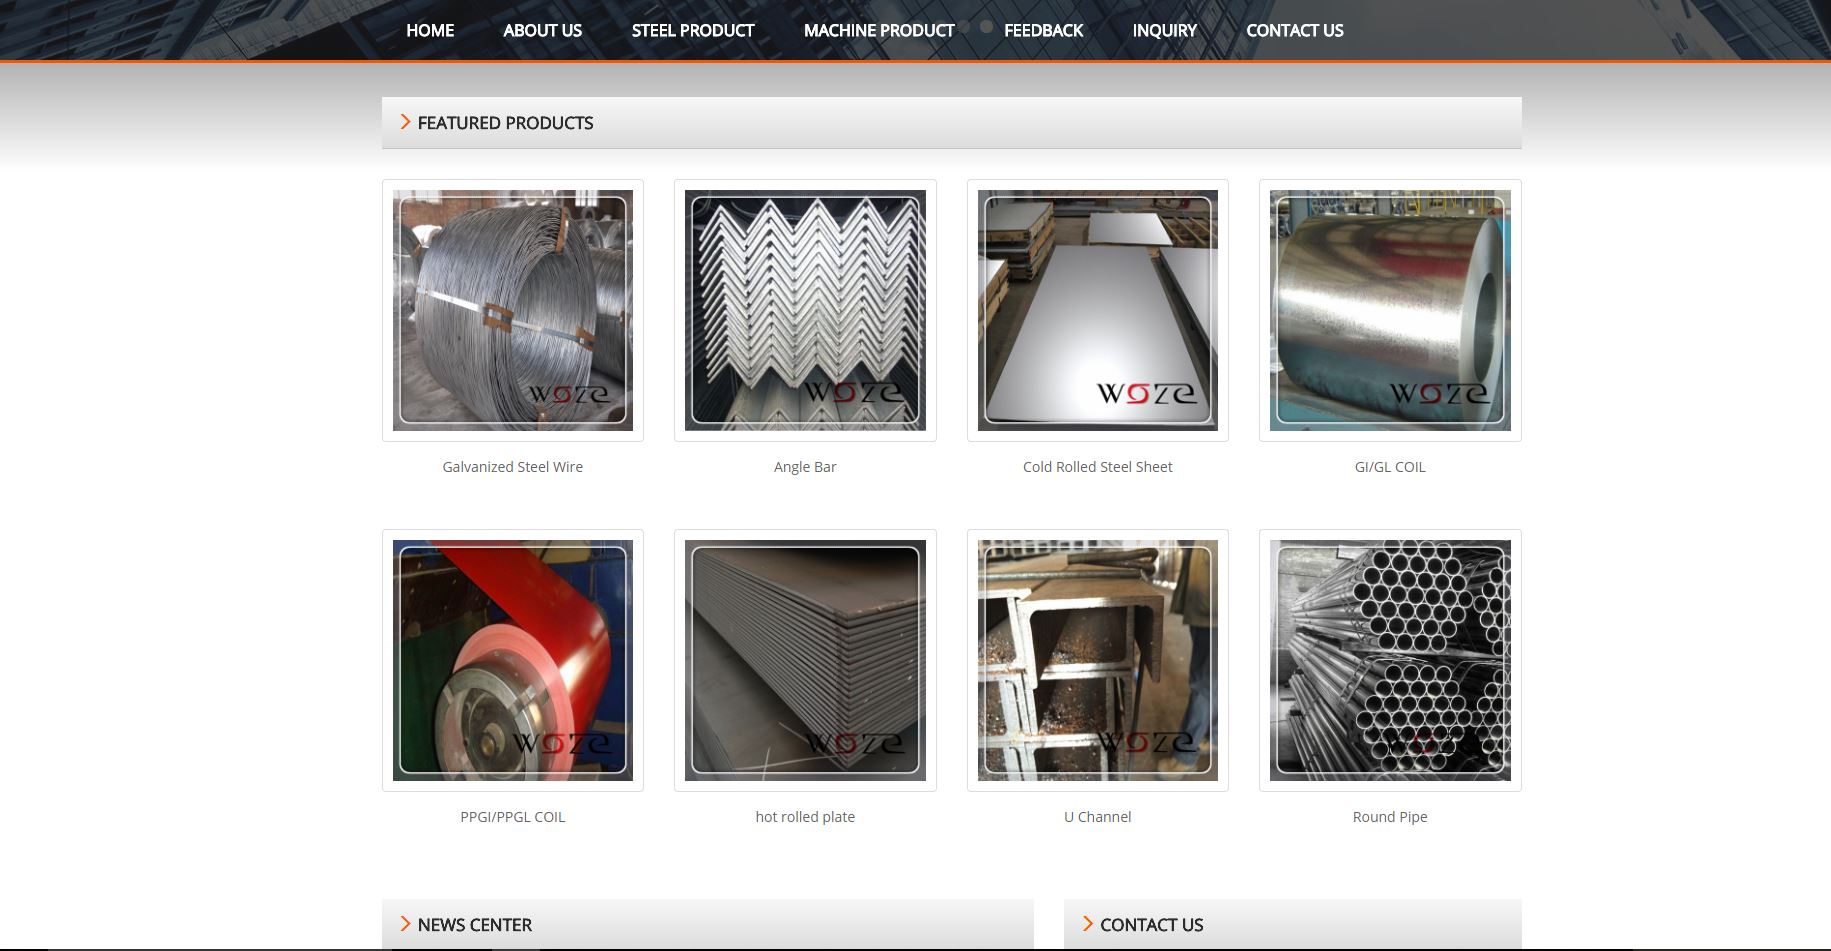 HOME ABOUT US STEEL PRODUCT MACHINE PRODUCT FEEDBACK INQUIRY CONTACT US
FEATURED PRODUCTS
WOZE WOZE WOZE WOZE
Galvanized Steel Wire Angle Bar Cold Rolled Steel Sheet GI/GL COIL
WOZE WOZE WOZE WOZE
PPGI/PPGL COIL hot rolled plate U Channel Round Pipe
NEWS CENTER CONTACT US